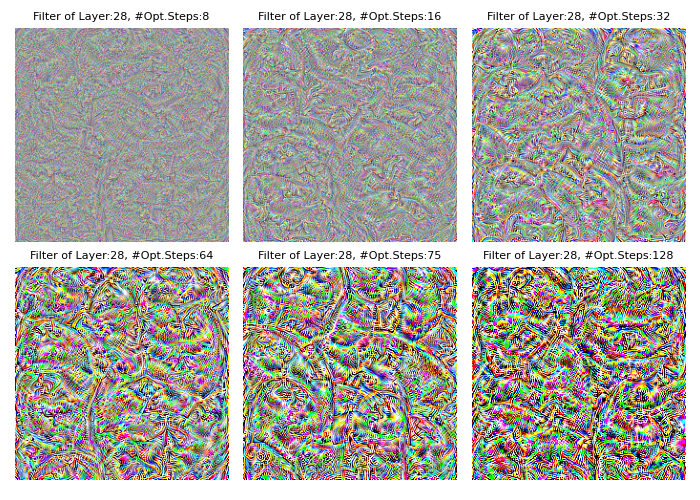 Filter of Layer:28, #Opt.Steps:8
Filter of Layer:28, #Opt.Steps:16
Filter of Layer:28, #Opt.Steps:32
Filter of Layer:28, #Opt.Steps:64
Filter of Layer:28, #Opt.Steps:75
Filter of Layer:28, #Opt.Steps:128